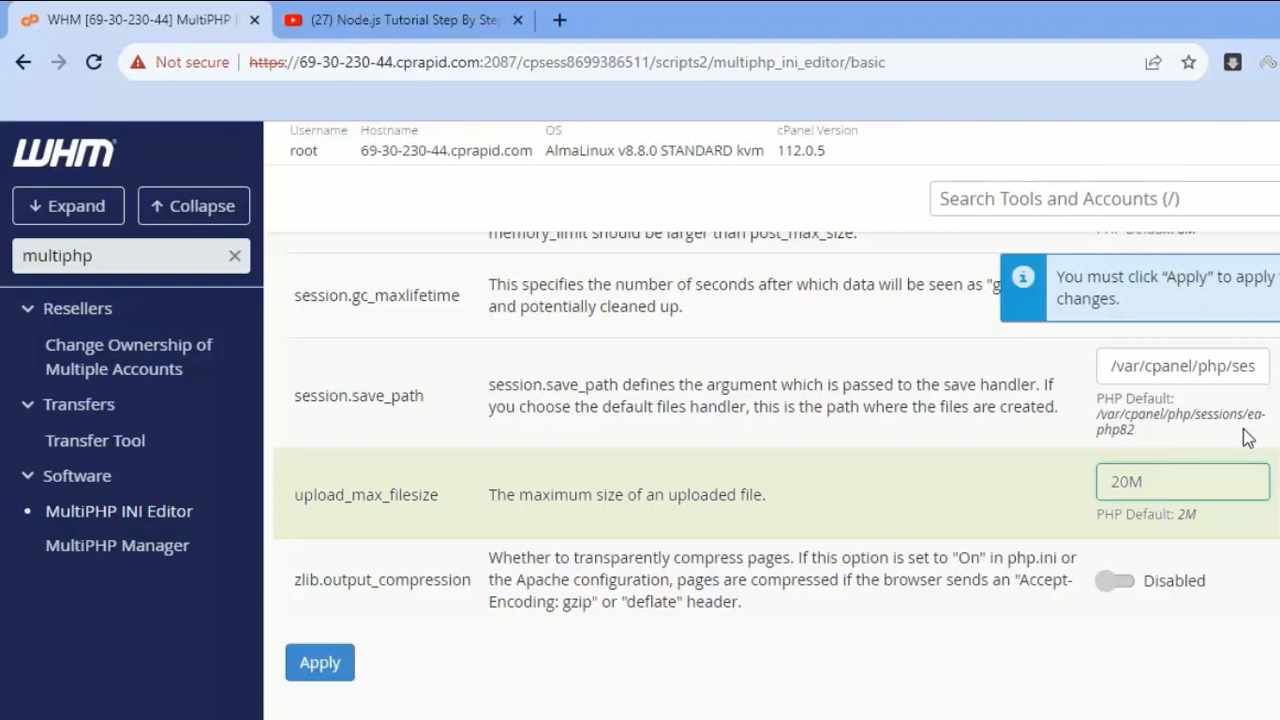 WHM [69-30-230-44] MultiPHP I
(27) Node.js Tutorial Step By Ste
Not secure
https://69-30-230-44.cprapid.com:2087/cpsess8699386511/scripts2/multiphp_ini_editor/basic
WHM
Expand
Collapse
multiphp
Resellers
Change Ownership of
Multiple Accounts
Transfers
Transfer Tool
Software
MultiPHP INI Editor
MultiPHP Manager
Username Hostname OS cPanel Version
root 69-30-230-44.cprapid.com AlmaLinux v8.8.0 STANDARD kvm 112.0.5
Search Tools and Accounts (/)
memory_limit should be larger than post_max_size.
PHP Default: 8M
session.gc_maxlifetime
This specifies the number of seconds after which data will be seen as "g
and potentially cleaned up.
You must click “Apply” to apply
changes.
session.save_path
session.save_path defines the argument which is passed to the save handler. If
you choose the default files handler, this is the path where the files are created.
/var/cpanel/php/ses
PHP Default:
/var/cpanel/php/sessions/ea-
php82
upload_max_filesize
The maximum size of an uploaded file.
20M
PHP Default: 2M
zlib.output_compression
Whether to transparently compress pages. If this option is set to "On" in php.ini or
the Apache configuration, pages are compressed if the browser sends an "Accept-
Encoding: gzip" or "deflate" header.
Disabled
Apply